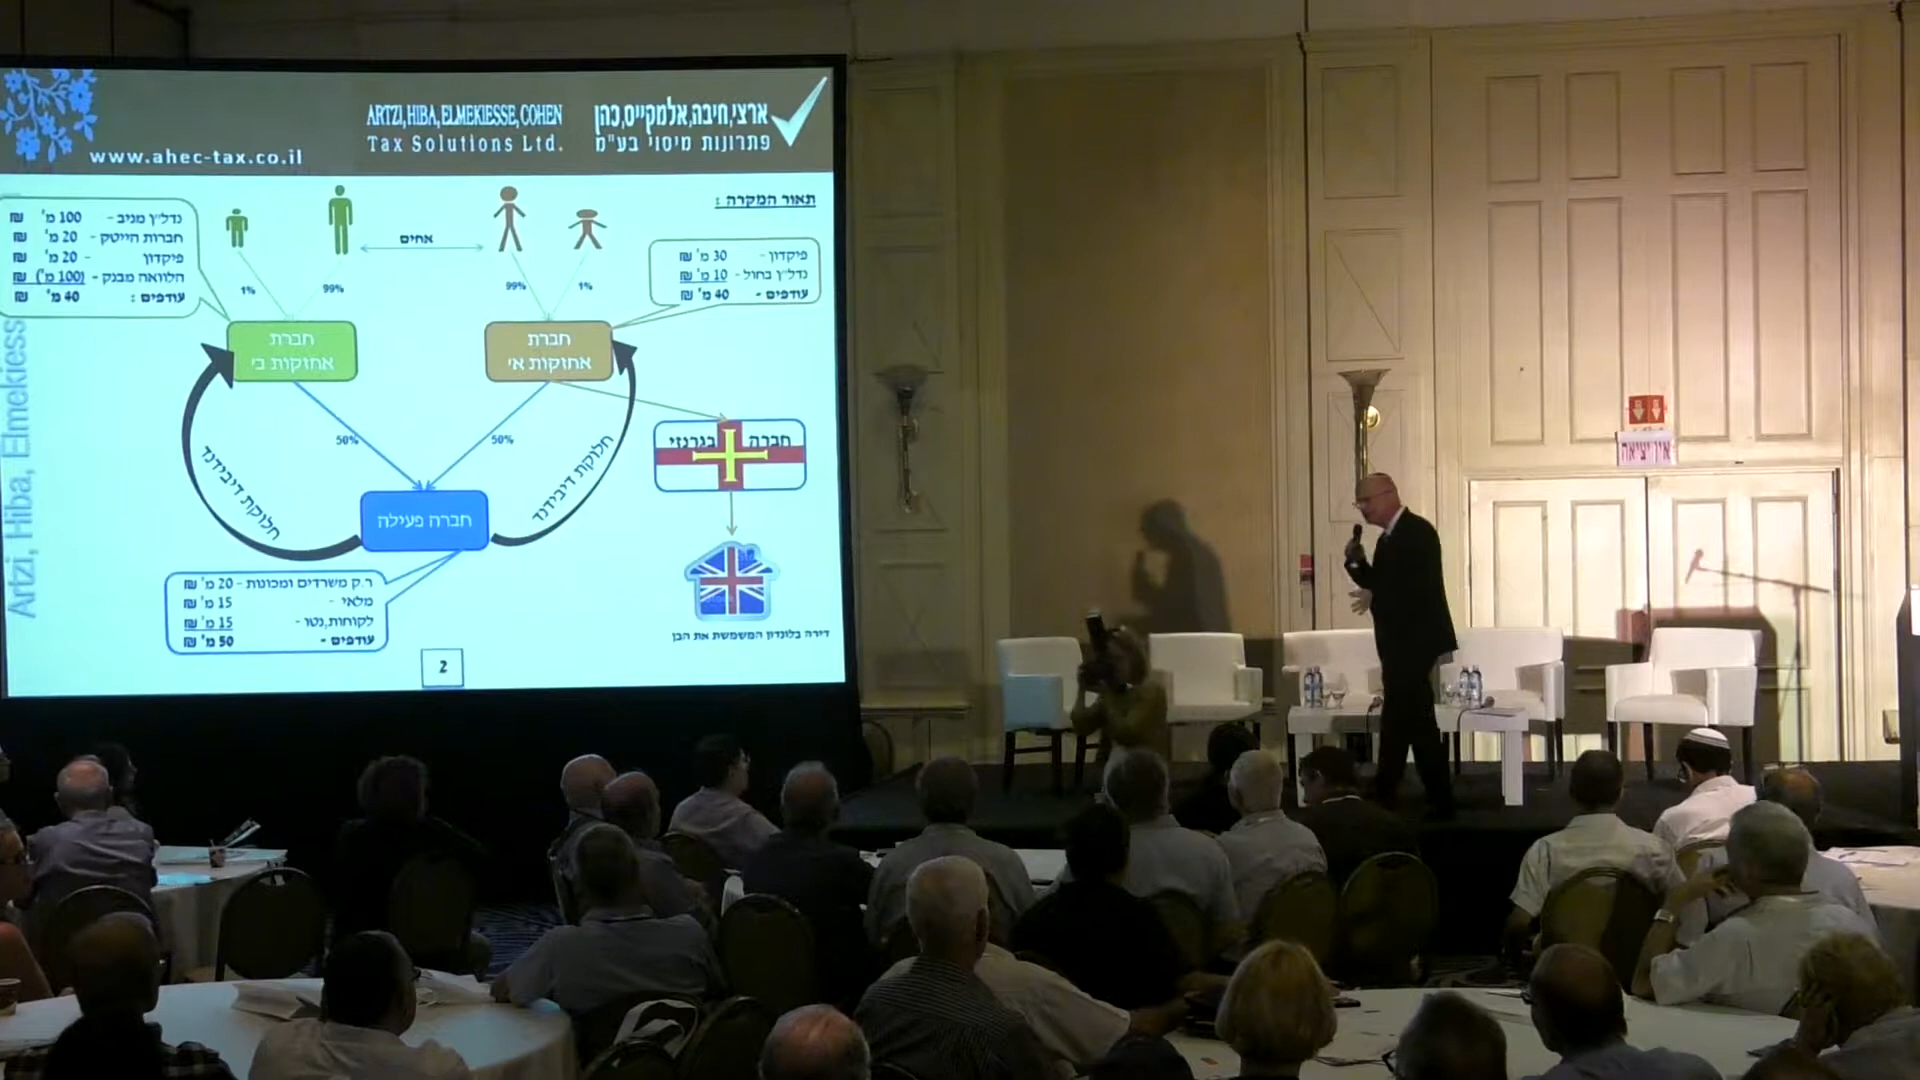 ARTZI, HIBA, ELMEKIESSE, COHEN
Tax Solutions Ltd.
ארצי,חיבה,אלמקייס,כהן
פתרונות מיסוי בע"מ
www.ahec-tax.co.il
תאור המקרה :
נדל"ן מניב - 100 מ' ₪
חברות הייטק - 20 מ' ₪
פיקדון - 20 מ' ₪
הלוואה מבנק - (100 מ') ₪
עודפים : 40 מ' ₪
אחים
1%
99%
99%
1%
פיקדון - 30 מ' ₪
נדל"ן בחול - 10 מ' ₪
עודפים - 40 מ' ₪
חברת
אחזקות בי
חברת
אחזקות אי
50%
50%
חלוקת דיבידנד
חלוקת דיבידנד
חברה בגרנזי
חברה פעילה
ר.ק משרדים ומכונות - 20 מ' ₪
מלאי - 15 מ' ₪
לקוחות,נטו - 15 מ' ₪
עודפים - 50 מ' ₪
דירה בלונדון המשמשת את הבן
2
Artzi, Hiba, Elmekiess
אין יציאה